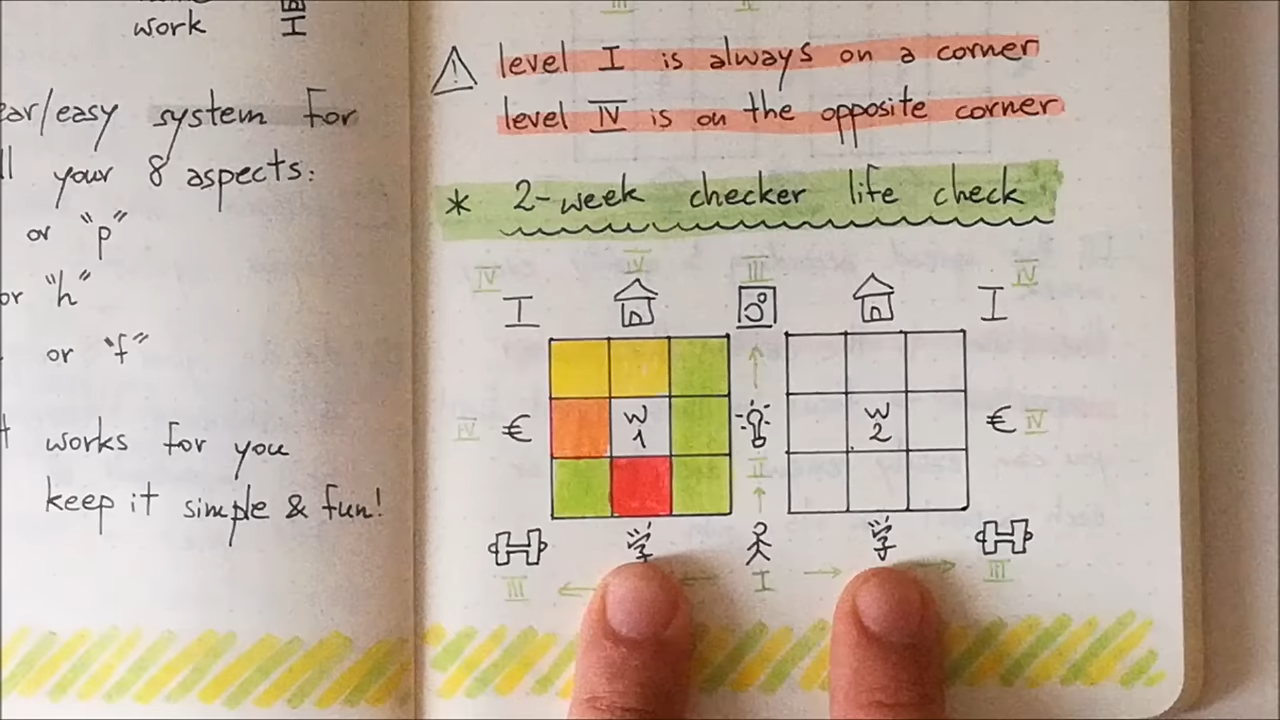 work
ear/easy system for
ll your 8 aspects:
or "p"
or "h"
or "f"
t works for you
keep it simple & fun!
III
II
level I is always on a corner
level IV is on the opposite corner
* 2-week checker life check
IV IV III IV
I I
IV € W 1 W 2 € IV
II
学 学
III I III